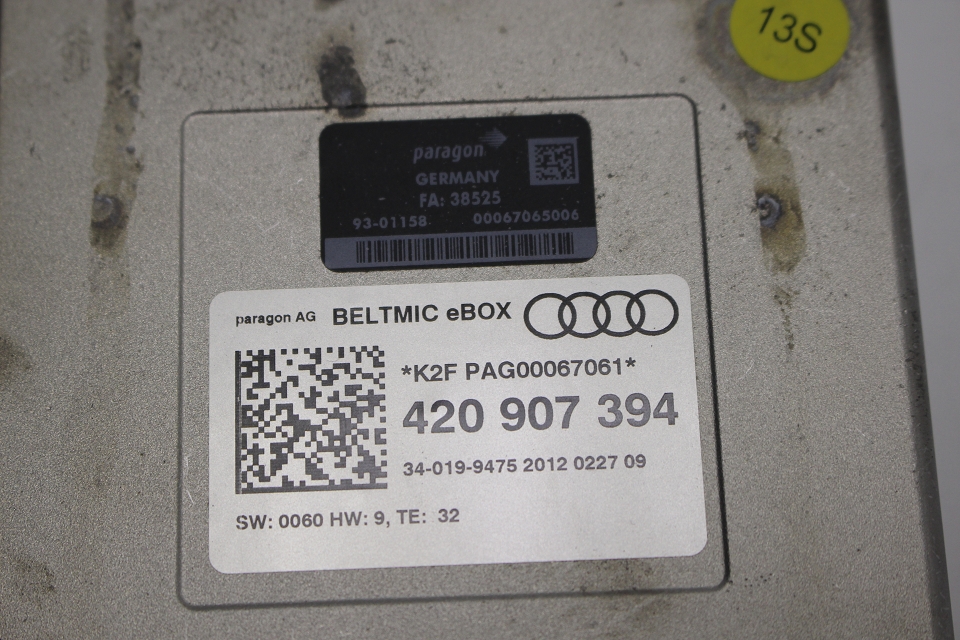 13S
paragon
GERMANY
FA: 38525
93-01158 00067065006
paragon AG BELTMIC eBOX
*K2F PAG00067061*
420 907 394
34-019-9475 2012 0227 09
SW: 0060 HW: 9, TE: 32